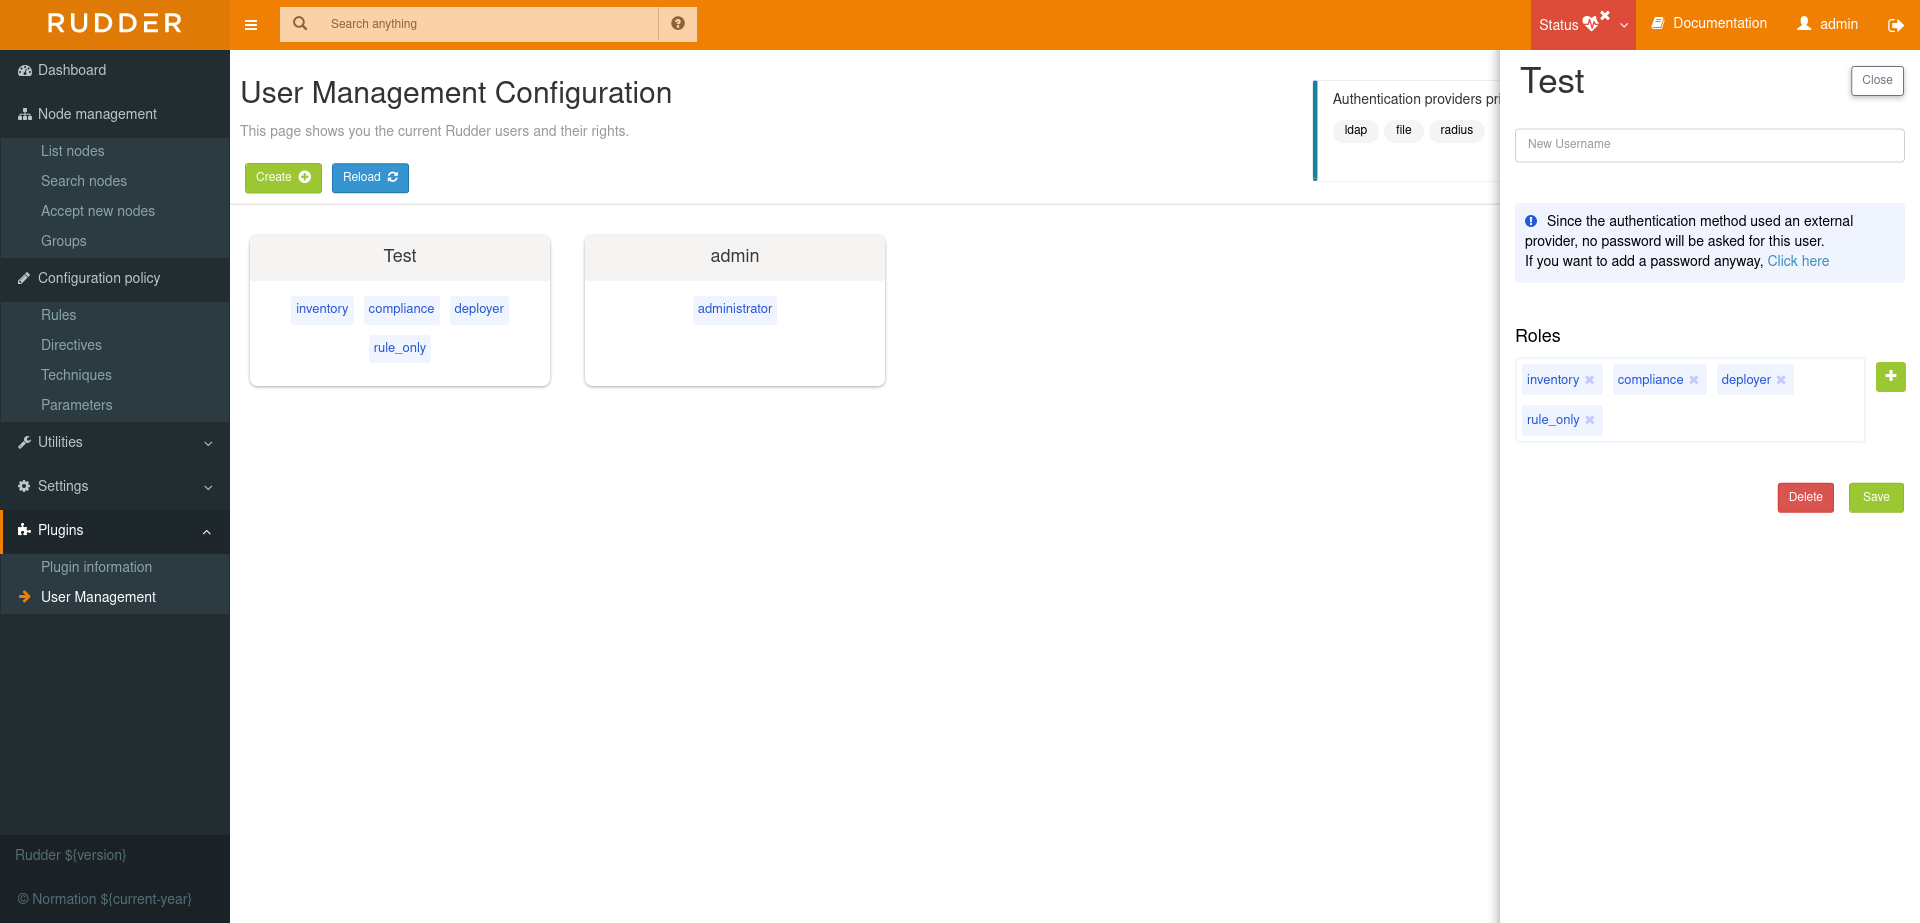 RUDDER
Search anything
Status
Documentation
admin
Dashboard
Node management
List nodes
Search nodes
Accept new nodes
Groups
Configuration policy
Rules
Directives
Techniques
Parameters
Utilities
Settings
Plugins
Plugin information
User Management
Rudder ${version}
© Normation ${current-year}
User Management Configuration
This page shows you the current Rudder users and their rights.
Create
Reload
Authentication providers pri
ldap file radius
Test
inventory compliance deployer
rule_only
admin
administrator
Test
Close
New Username
Since the authentication method used an external
provider, no password will be asked for this user.
If you want to add a password anyway, Click here
Roles
inventory compliance deployer
rule_only
Delete Save